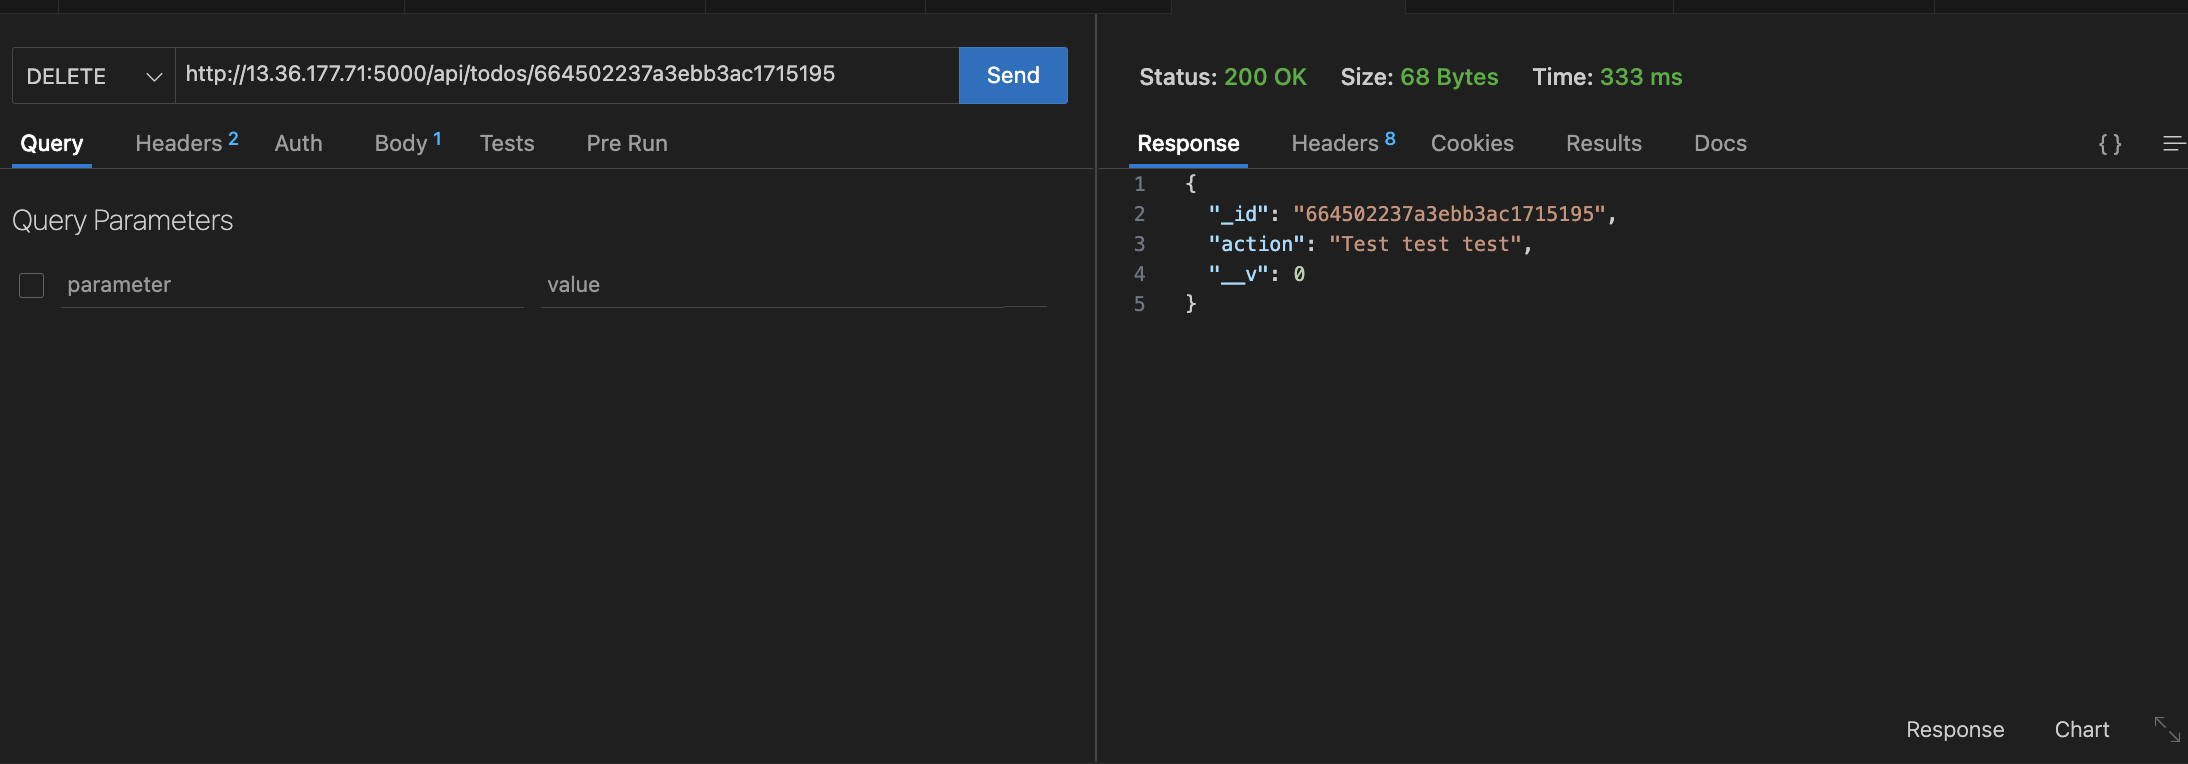 DELETE http://13.36.177.71:5000/api/todos/664502237a3ebb3ac1715195 Send
Query Headers 2 Auth Body 1 Tests Pre Run
Query Parameters
parameter value
Status: 200 OK Size: 68 Bytes Time: 333 ms
Response Headers 8 Cookies Results Docs {}
1 {
2 "_id": "664502237a3ebb3ac1715195",
3 "action": "Test test test",
4 "__v": 0
5 }
Response Chart